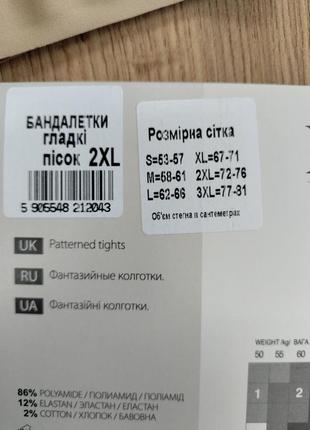 БАНДАЛЕТКИ
гладкі
пісок 2XL
5 905548 212043
Розмірна сітка
S=53-57 XL=67-71
M=58-61 2XL=72-76
L=62-66 3XL=77-81
Об'єм стегна в сантеметрах
UK Patterned tights
RU Фантазийные колготки.
UA Фантазійні колготки.
WEIGHT /kg/ ВАГА
50 55 60
1 2
86% POLYAMIDE / ПОЛИАМИД / ПОЛІАМІД
12% ELASTAN / ЭЛАСТАН / ЕЛАСТАН
2% COTTON / ХЛОПОК / БАВОВНА